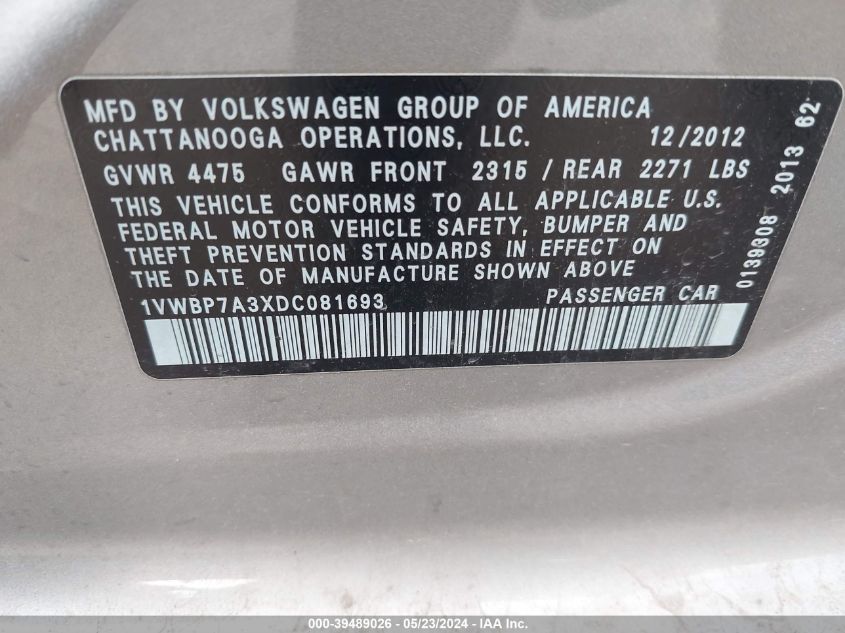 MFD BY VOLKSWAGEN GROUP OF AMERICA
CHATTANOOGA OPERATIONS, LLC. 12/2012
GVWR 4475 GAWR FRONT 2315 / REAR 2271 LBS
THIS VEHICLE CONFORMS TO ALL APPLICABLE U.S.
FEDERAL MOTOR VEHICLE SAFETY, BUMPER AND
THEFT PREVENTION STANDARDS IN EFFECT ON
THE DATE OF MANUFACTURE SHOWN ABOVE
1VWBP7A3XDC081693 PASSENGER CAR
0139308 2013 62
000-39489026 - 05/23/2024 - IAA Inc.